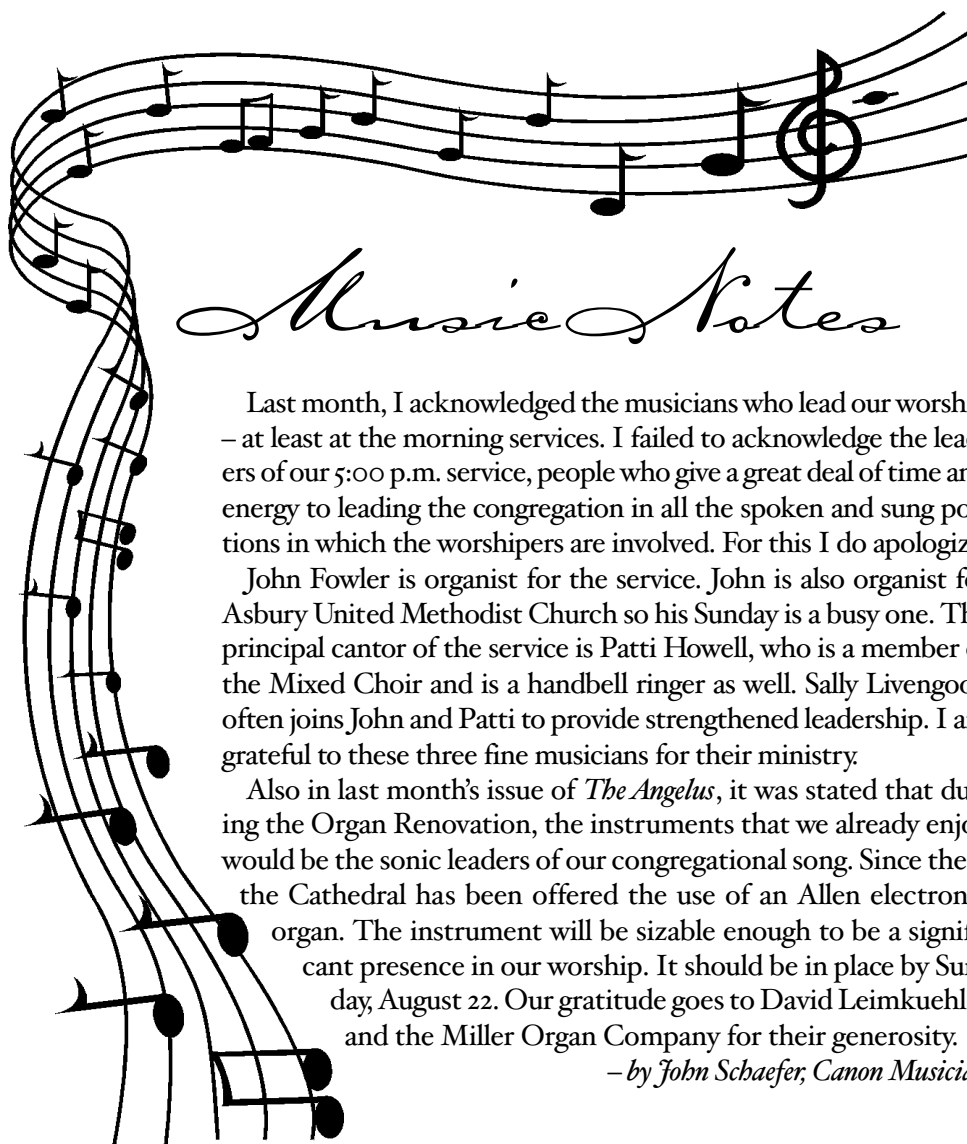 Music Notes
Last month, I acknowledged the musicians who lead our worsh
– at least at the morning services. I failed to acknowledge the lea
ers of our 5:00 p.m. service, people who give a great deal of time an
energy to leading the congregation in all the spoken and sung po
tions in which the worshipers are involved. For this I do apologiz
John Fowler is organist for the service. John is also organist fo
Asbury United Methodist Church so his Sunday is a busy one. Th
principal cantor of the service is Patti Howell, who is a member o
the Mixed Choir and is a handbell ringer as well. Sally Livengoo
often joins John and Patti to provide strengthened leadership. I a
grateful to these three fine musicians for their ministry.
Also in last month's issue of The Angelus, it was stated that du
ing the Organ Renovation, the instruments that we already enjo
would be the sonic leaders of our congregational song. Since the
the Cathedral has been offered the use of an Allen electron
organ. The instrument will be sizable enough to be a signif
cant presence in our worship. It should be in place by Sun
day, August 22. Our gratitude goes to David Leimkuehl
and the Miller Organ Company for their generosity.
– by John Schaefer, Canon Musicia